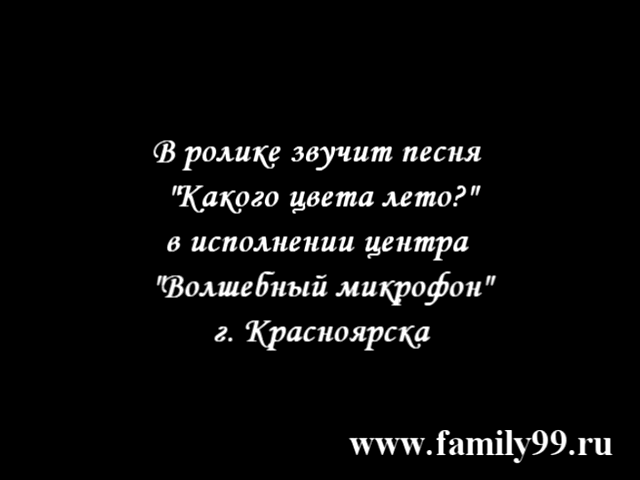 В ролике звучит песня
"Какого цвета лето?"
в исполнении центра
"Волшебный микрофон"
г. Красноярска
www.family99.ru